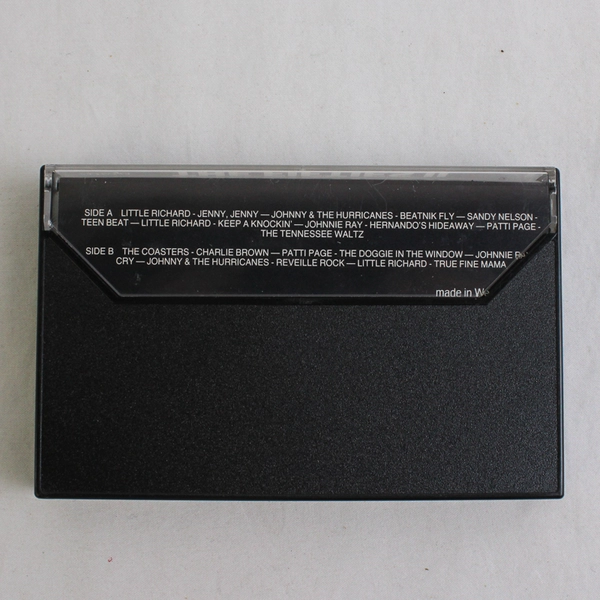 SIDE A LITTLE RICHARD - JENNY, JENNY — JOHNNY & THE HURRICANES - BEATNIK FLY — SANDY NELSON -
TEEN BEAT — LITTLE RICHARD - KEEP A KNOCKIN' — JOHNNIE RAY - HERNANDO'S HIDEAWAY — PATTI PAGE -
THE TENNESSEE WALTZ
SIDE B THE COASTERS - CHARLIE BROWN — PATTI PAGE - THE DOGGIE IN THE WINDOW — JOHNNIE
CRY — JOHNNY & THE HURRICANES - REVEILLE ROCK — LITTLE RICHARD - TRUE FINE MAMA
made in